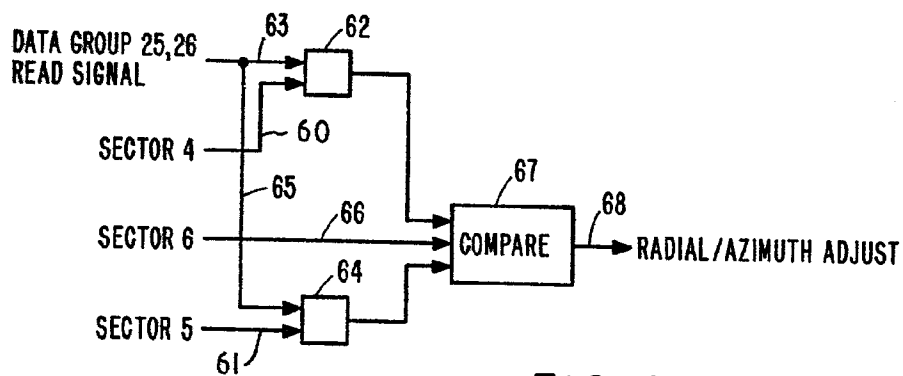 DATA GROUP 25,26
READ SIGNAL
63
62
SECTOR 4
60
65
67
68
66
SECTOR 6
COMPARE
RADIAL/AZIMUTH ADJUST
64
SECTOR 5
61